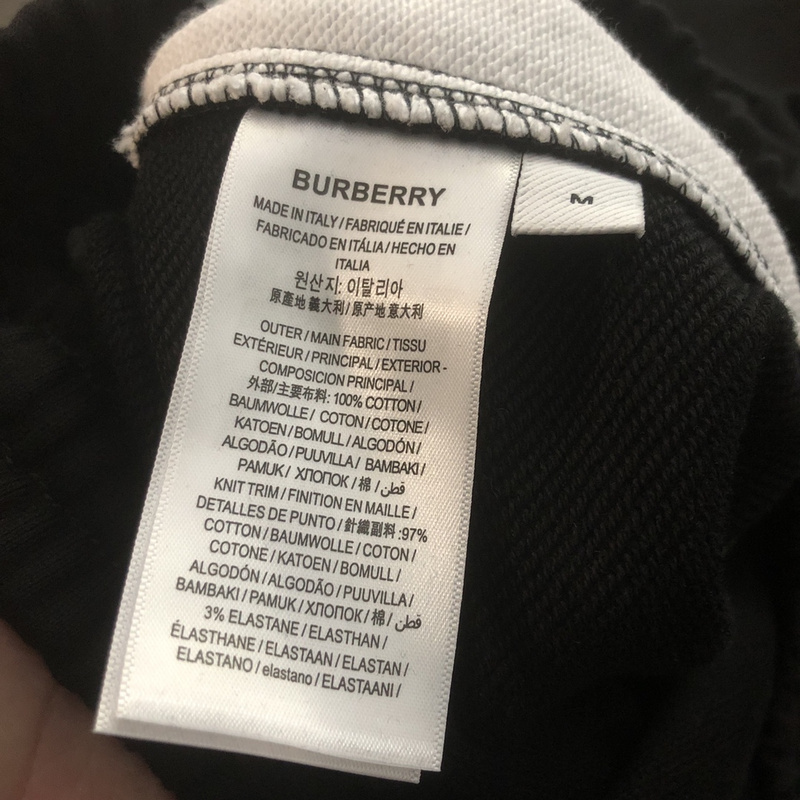 BURBERRY
MADE IN ITALY / FABRIQUÉ EN ITALIE /
FABRICADO EN ITÁLIA / HECHO EN
ITALIA
원산지: 이탈리아
原產地 義大利 / 原产地 意大利
OUTER / MAIN FABRIC / TISSU
EXTÉRIEUR / PRINCIPAL / EXTERIOR -
COMPOSICION PRINCIPAL /
外部/主要布料: 100% COTTON /
BAUMWOLLE / COTON / COTONE /
KATOEN / BOMULL / ALGODÓN /
ALGODÃO / PUUVILLA / BAMBAKI /
PAMUK / ХЛОПОК / 棉 / قطن
KNIT TRIM / FINITION EN MAILLE /
DETALLES DE PUNTO / 針織副料 :97%
COTTON / BAUMWOLLE / COTON /
COTONE / KATOEN / BOMULL /
ALGODÓN / ALGODÃO / PUUVILLA /
BAMBAKI / PAMUK / ХЛОПОК / 棉 / قطن
3% ELASTANE / ELASTHAN /
ÉLASTHANE / ELASTAAN / ELASTAN /
ELASTANO / elastano / ELASTAANI /
M